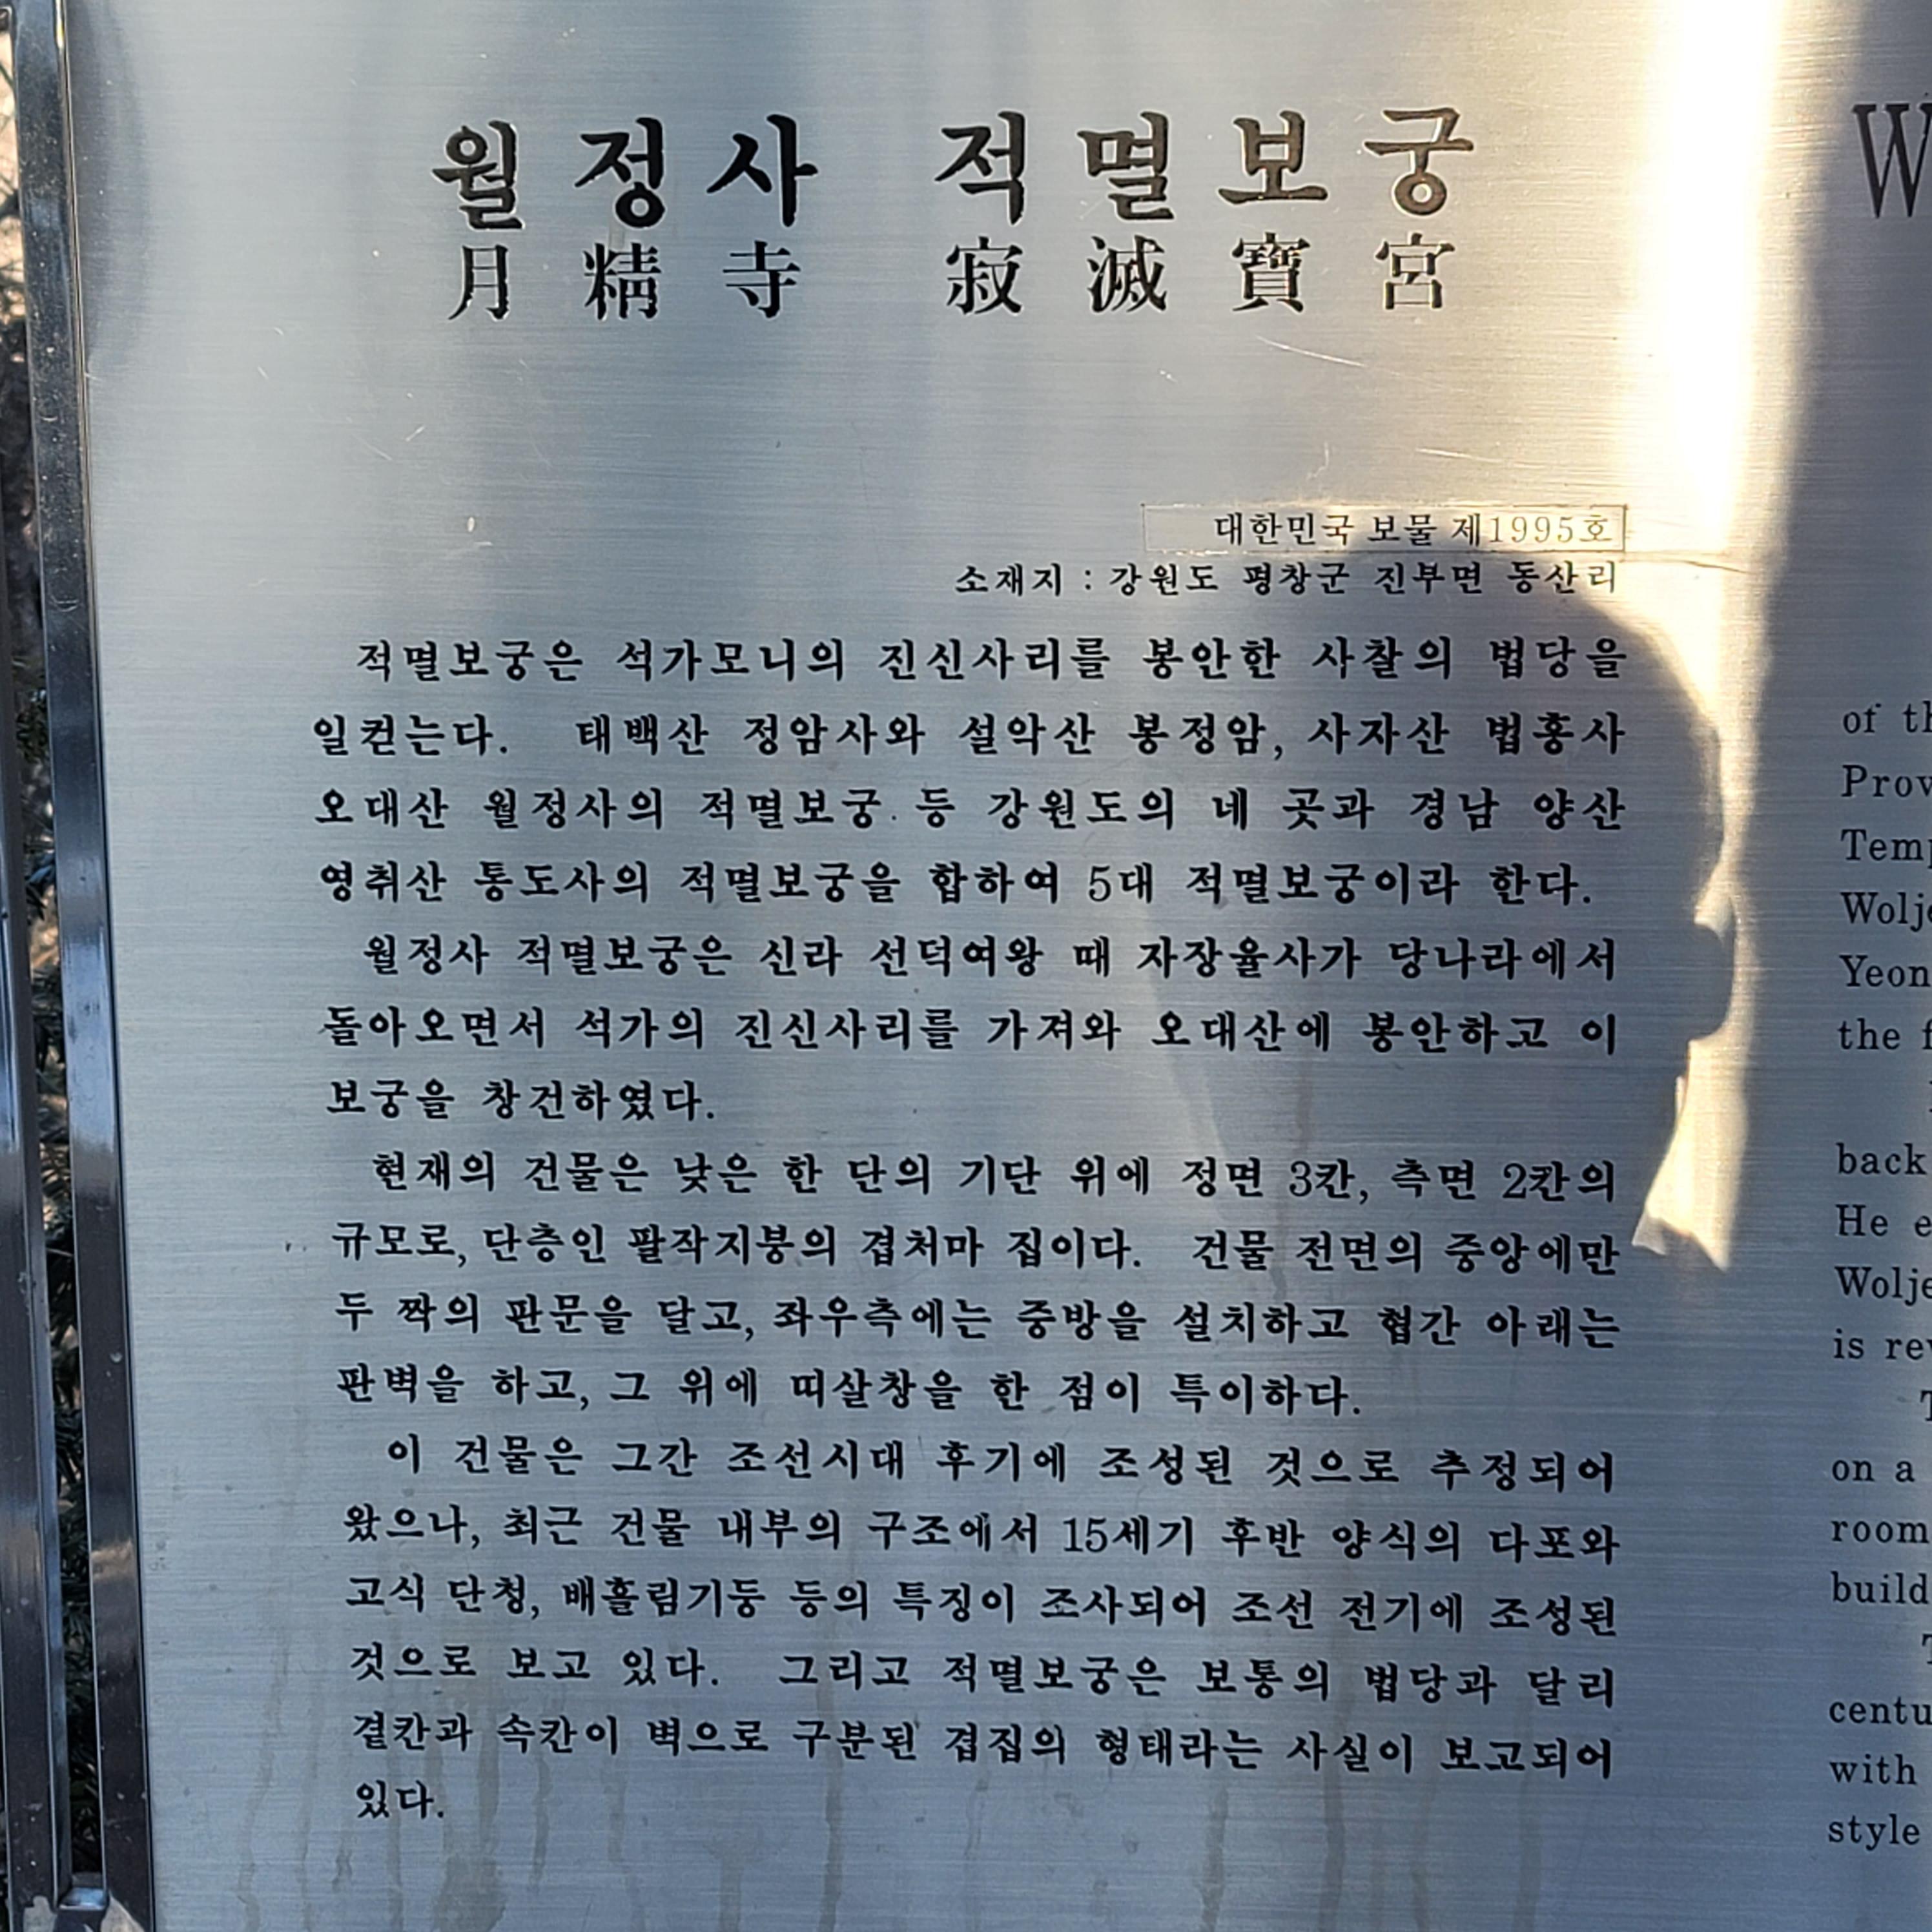 월정사 적멸보궁
月精寺 寂滅寶宮
대한민국 보물 제1995호
소재지 : 강원도 평창군 진부면 동산리
적멸보궁은 석가모니의 진신사리를 봉안한 사찰의 법당을
일컫는다. 태백산 정암사와 설악산 봉정암, 사자산 법흥사
오대산 월정사의 적멸보궁 등 강원도의 네 곳과 경남 양산
영취산 통도사의 적멸보궁을 합하여 5대 적멸보궁이라 한다.
월정사 적멸보궁은 신라 선덕여왕 때 자장율사가 당나라에서
돌아오면서 석가의 진신사리를 가져와 오대산에 봉안하고 이
보궁을 창건하였다.
현재의 건물은 낮은 한 단의 기단 위에 정면 3칸, 측면 2칸의
규모로, 단층인 팔작지붕의 겹처마 집이다. 건물 전면의 중앙에만
두 짝의 판문을 달고, 좌우측에는 중방을 설치하고 협간 아래는
판벽을 하고, 그 위에 띠살창을 한 점이 특이하다.
이 건물은 그간 조선시대 후기에 조성된 것으로 추정되어
왔으나, 최근 건물 내부의 구조에서 15세기 후반 양식의 다포와
고식 단청, 배흘림기둥 등의 특징이 조사되어 조선 전기에 조성된
것으로 보고 있다. 그리고 적멸보궁은 보통의 법당과 달리
곁칸과 속칸이 벽으로 구분된 겹집의 형태라는 사실이 보고되어
있다.
W
of th
Prov
Temp
Wolje
Yeon
the f
back
He e
Wolje
is rev
T
on a
room
build
T
centu
with
style